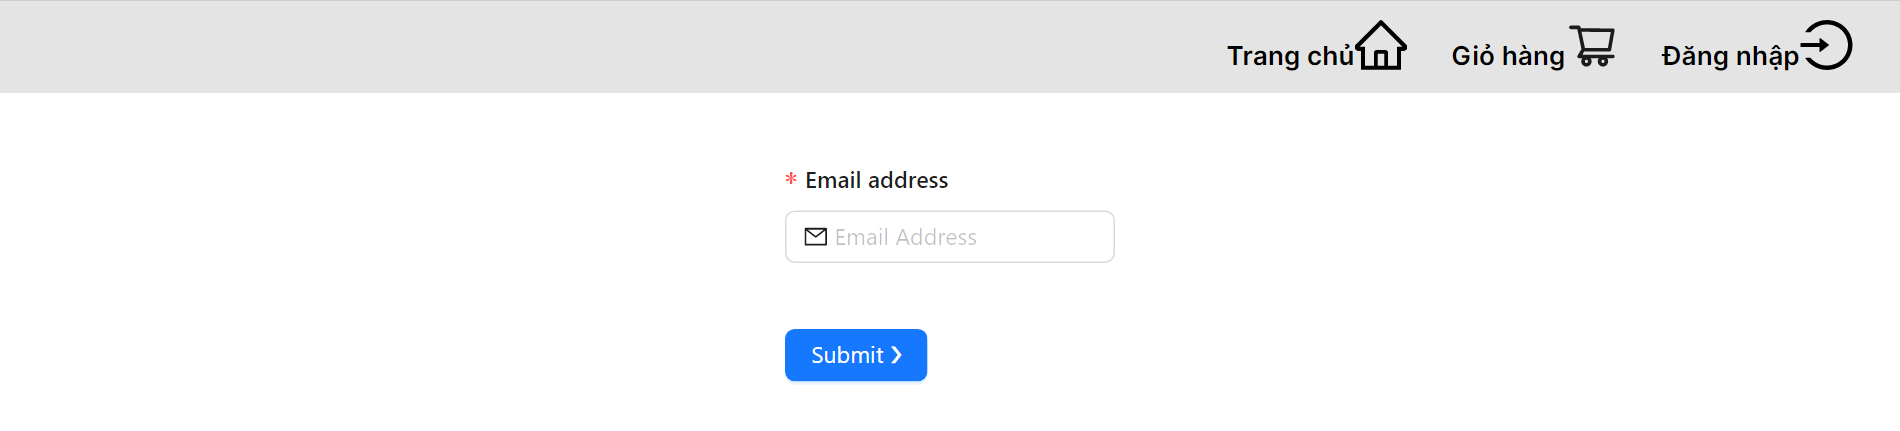 Trang chủ Giỏ hàng Đăng nhập
* Email address
Email Address
Submit ❯